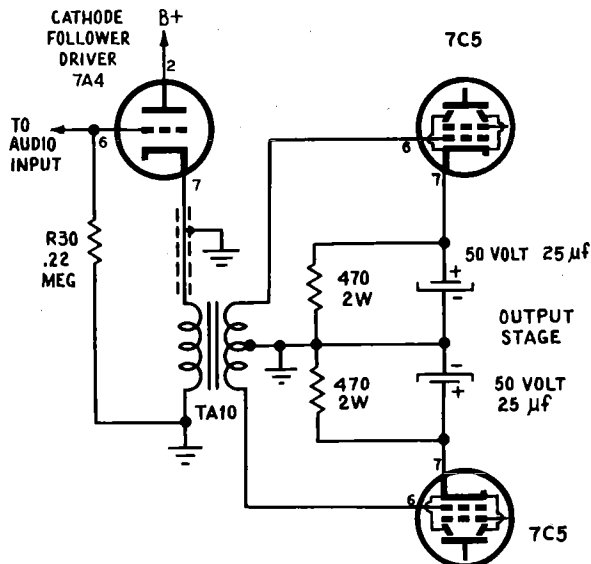 CATHODE
FOLLOWER
DRIVER
7A4
B+
2
7C5
TO
AUDIO
INPUT
6
7
6
7
R30
.22
MEG
470
2W
+
50 VOLT 25 µf
-
OUTPUT
STAGE
TA10
470
2W
-
50 VOLT
25 µf
+
7
6
7C5